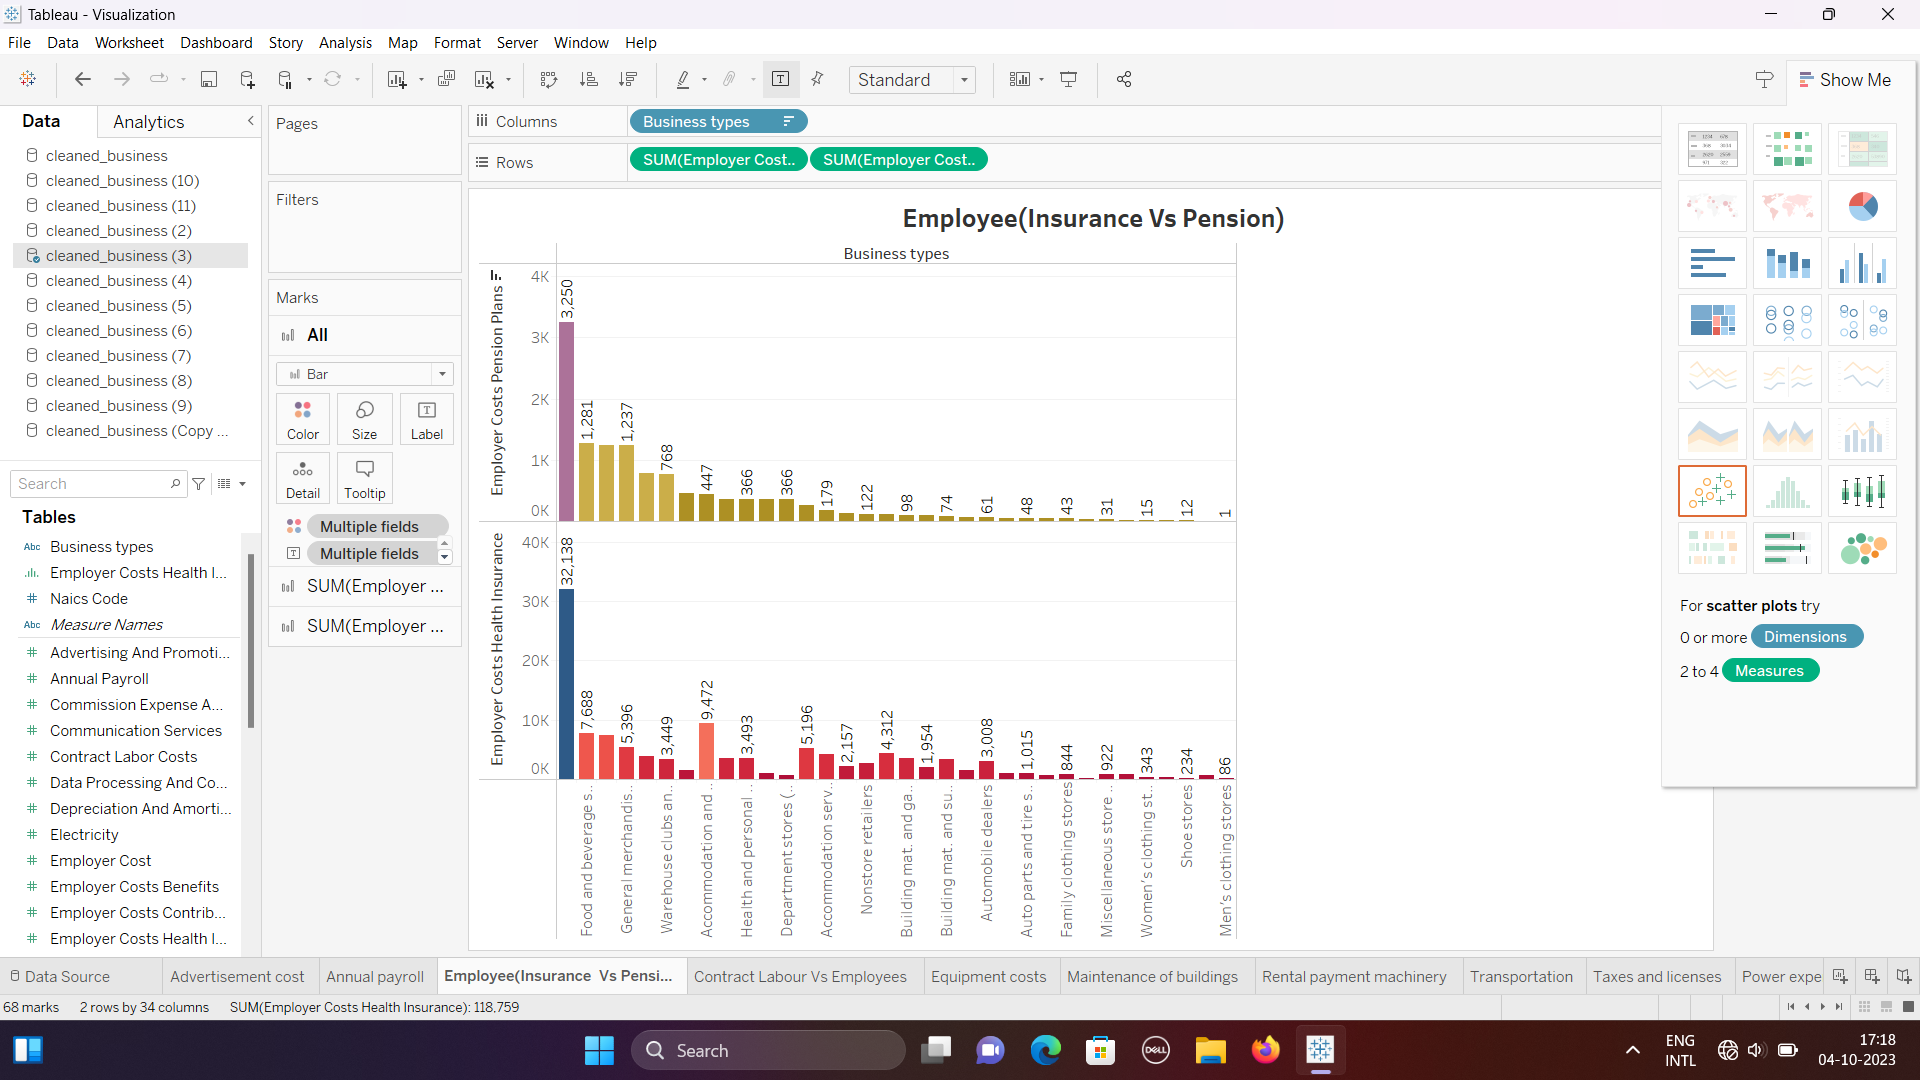 Tableau - Visualization
File Data Worksheet Dashboard Story Analysis Map Format Server Window Help
Standard
Show Me
Data Analytics
Pages
Columns Business types
Rows SUM(Employer Cost.. SUM(Employer Cost..
cleaned_business
cleaned_business (10)
cleaned_business (11)
cleaned_business (2)
cleaned_business (3)
cleaned_business (4)
cleaned_business (5)
cleaned_business (6)
cleaned_business (7)
cleaned_business (8)
cleaned_business (9)
cleaned_business (Copy ...
Search
Tables
Abc Business types
Employer Costs Health I...
Naics Code
Abc Measure Names
Advertising And Promoti...
Annual Payroll
Commission Expense A...
Communication Services
Contract Labor Costs
Data Processing And Co...
Depreciation And Amorti...
Electricity
Employer Cost
Employer Costs Benefits
Employer Costs Contrib...
Employer Costs Health I...
Filters
Marks
All
Bar
Color Size Label
Detail Tooltip
Multiple fields
Multiple fields
SUM(Employer ...
SUM(Employer ...
Employee(Insurance Vs Pension)
Business types
Employer Costs Pension Plans
4K
3K
2K
1K
0K
3,250
1,281
1,237
768
447
366
366
179
122
98
74
61
48
43
31
15
12
1
Employer Costs Health Insurance
40K
30K
20K
10K
0K
32,138
7,688
5,396
3,449
9,472
3,493
5,196
2,157
4,312
1,954
3,008
1,015
844
922
343
234
86
Food and beverage s..
General merchandis..
Warehouse clubs an..
Accommodation and ..
Health and personal ..
Department stores (..
Accommodation serv..
Nonstore retailers
Building mat. and ga..
Building mat. and su..
Automobile dealers
Auto parts and tire s..
Family clothing stores
Miscellaneous store ..
Women's clothing st..
Shoe stores
Men's clothing stores
For scatter plots try
0 or more Dimensions
2 to 4 Measures
Data Source Advertisement cost Annual payroll Employee(Insurance Vs Pensi... Contract Labour Vs Employees Equipment costs Maintenance of buildings Rental payment machinery Transportation Taxes and licenses Power expe
68 marks 2 rows by 34 columns SUM(Employer Costs Health Insurance): 118,759
Search
DELL
ENG
INTL
17:18
04-10-2023